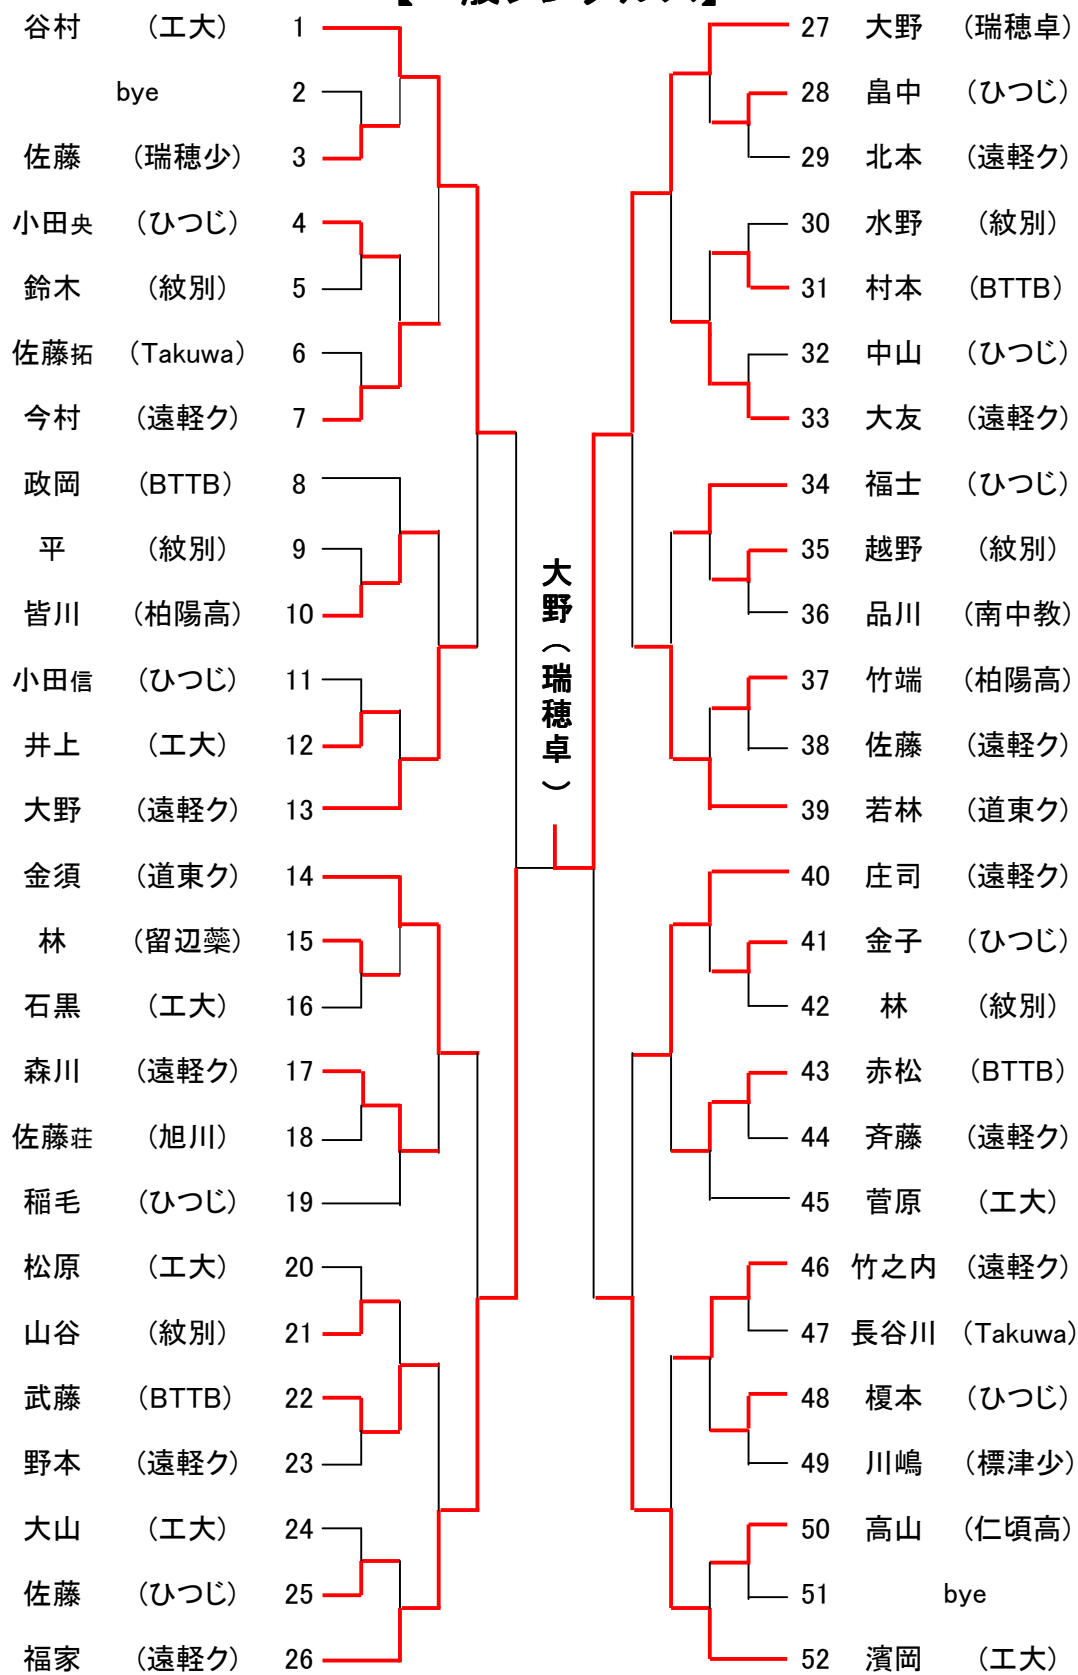 谷村 (工大) 1
bye 2
佐藤 (瑞穂少) 3
小田央 (ひつじ) 4
鈴木 (紋別) 5
佐藤拓 (Takuwa) 6
今村 (遠軽ク) 7
政岡 (BTTB) 8
平 (紋別) 9
皆川 (柏陽高) 10
小田信 (ひつじ) 11
井上 (工大) 12
大野 (遠軽ク) 13
金須 (道東ク) 14
林 (留辺蘂) 15
石黒 (工大) 16
森川 (遠軽ク) 17
佐藤荘 (旭川) 18
稲毛 (ひつじ) 19
松原 (工大) 20
山谷 (紋別) 21
武藤 (BTTB) 22
野本 (遠軽ク) 23
大山 (工大) 24
佐藤 (ひつじ) 25
福家 (遠軽ク) 26
大野(瑞穂卓)
27 大野 (瑞穂卓)
28 畠中 (ひつじ)
29 北本 (遠軽ク)
30 水野 (紋別)
31 村本 (BTTB)
32 中山 (ひつじ)
33 大友 (遠軽ク)
34 福士 (ひつじ)
35 越野 (紋別)
36 品川 (南中教)
37 竹端 (柏陽高)
38 佐藤 (遠軽ク)
39 若林 (道東ク)
40 庄司 (遠軽ク)
41 金子 (ひつじ)
42 林 (紋別)
43 赤松 (BTTB)
44 斉藤 (遠軽ク)
45 菅原 (工大)
46 竹之内 (遠軽ク)
47 長谷川 (Takuwa)
48 榎本 (ひつじ)
49 川嶋 (標津少)
50 高山 (仁頃高)
51 bye
52 濱岡 (工大)